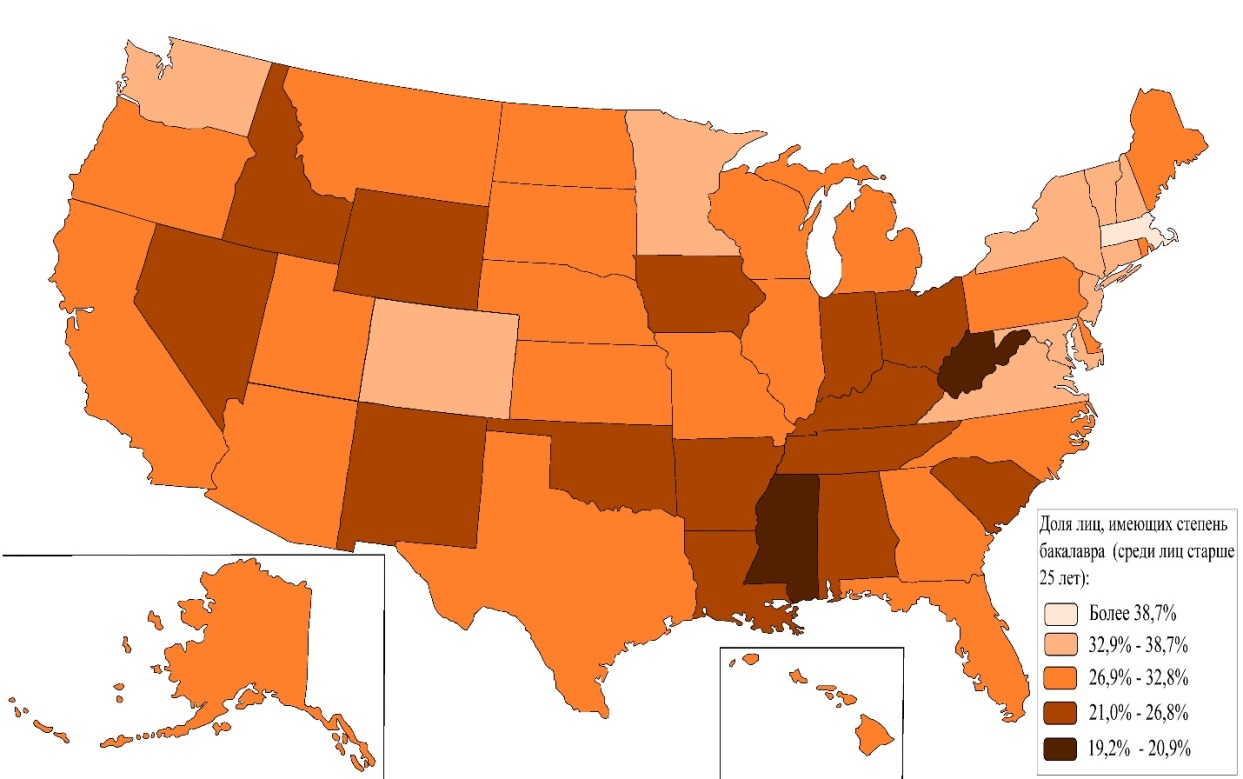 Доля лиц, имеющих степень
бакалавра (среди лиц старше
25 лет):
Более 38,7%
32,9% - 38,7%
26,9% - 32,8%
21,0% - 26,8%
19,2% - 20,9%